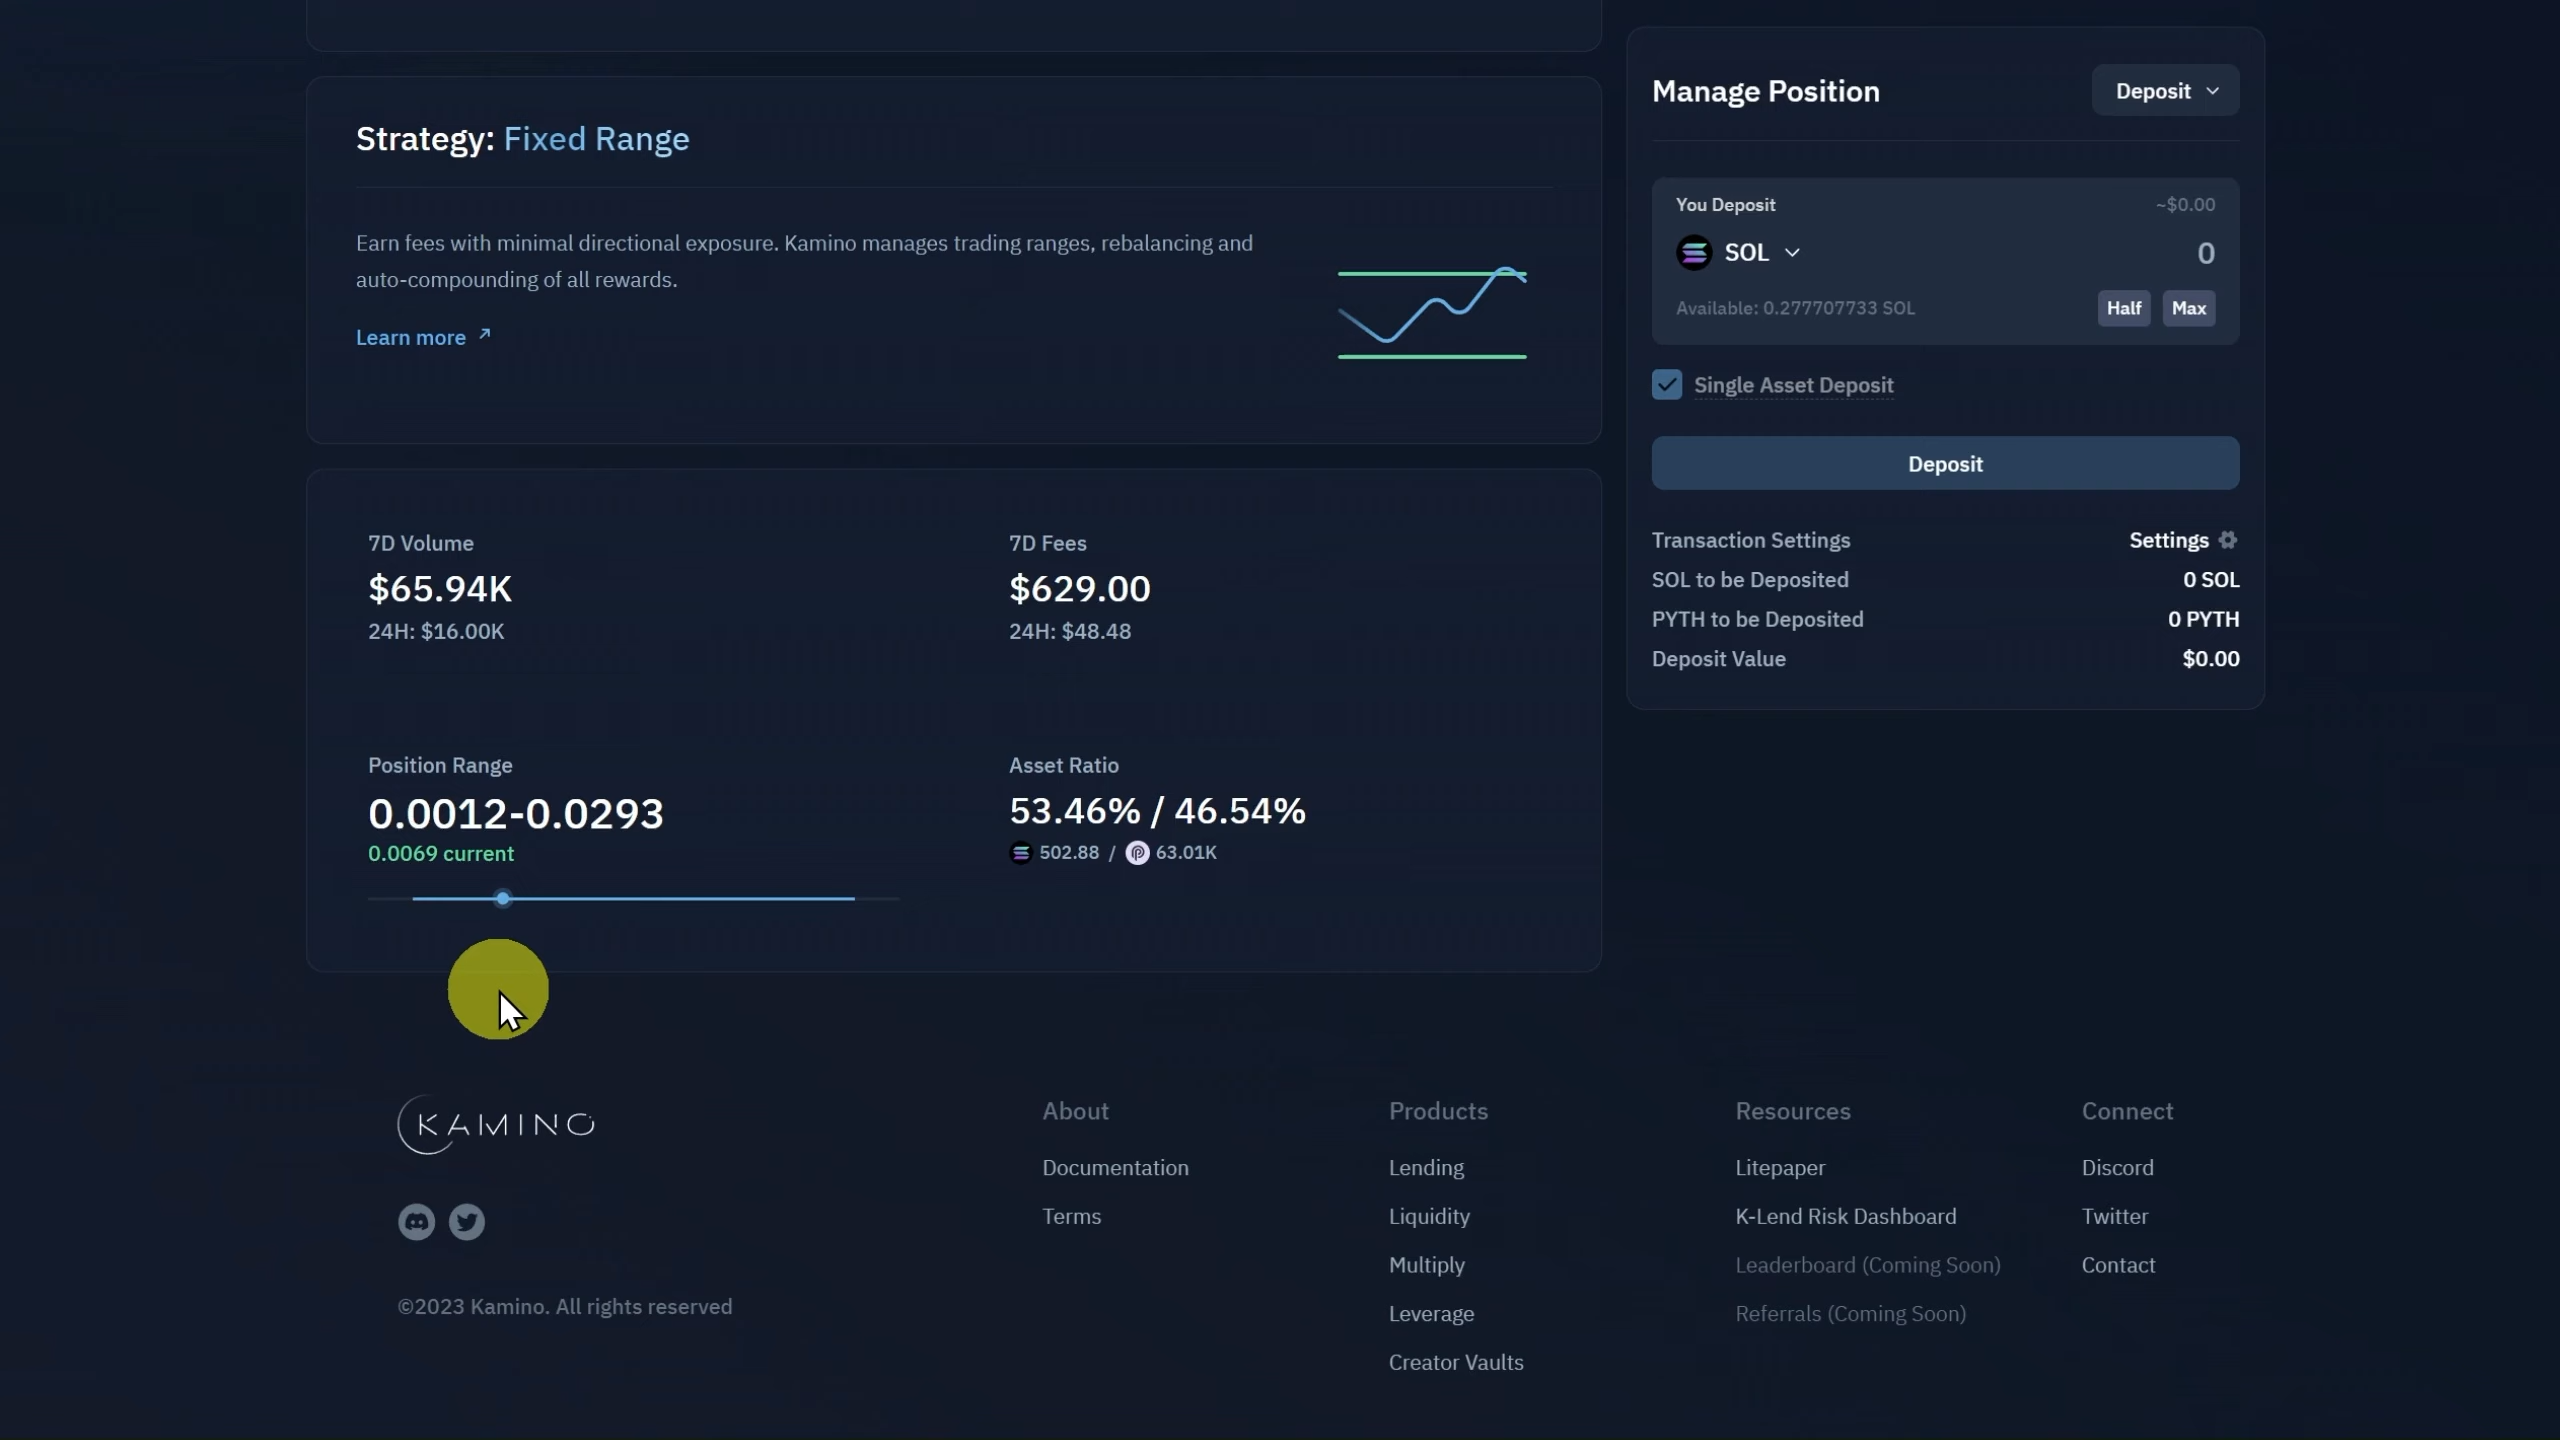 Strategy: Fixed Range
Earn fees with minimal directional exposure. Kamino manages trading ranges, rebalancing and
auto-compounding of all rewards.
Learn more
7D Volume
$65.94K
24H: $16.00K
7D Fees
$629.00
24H: $48.48
Position Range
0.0012-0.0293
0.0069 current
Asset Ratio
53.46% / 46.54%
502.88 / 63.01K
Manage Position
Deposit
You Deposit
~$0.00
SOL
0
Available: 0.277707733 SOL
Half
Max
Single Asset Deposit
Deposit
Transaction Settings
Settings
SOL to be Deposited
0 SOL
PYTH to be Deposited
0 PYTH
Deposit Value
$0.00
KAMINO
©2023 Kamino. All rights reserved
About
Documentation
Terms
Products
Lending
Liquidity
Multiply
Leverage
Creator Vaults
Resources
Litepaper
K-Lend Risk Dashboard
Leaderboard (Coming Soon)
Referrals (Coming Soon)
Connect
Discord
Twitter
Contact